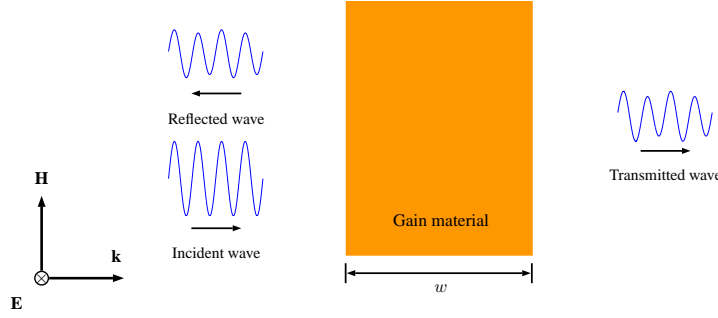 Reflected wave
Incident wave
H
k
E
Gain material
w
Transmitted wave